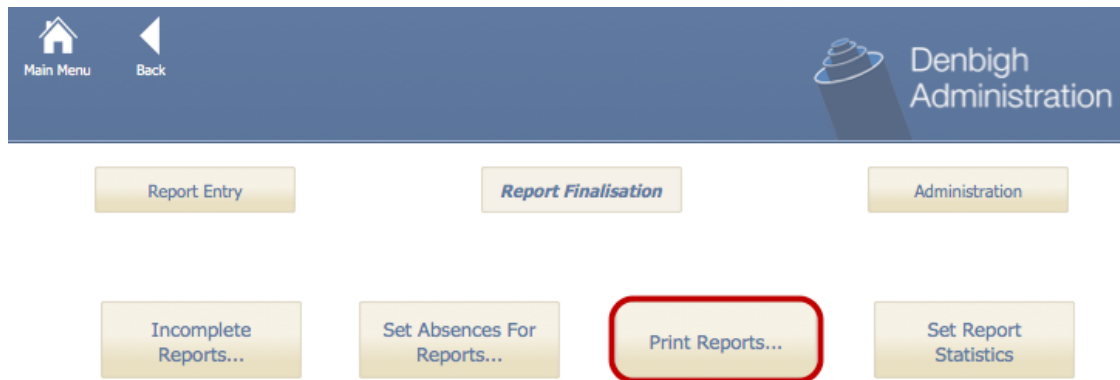 Main Menu
Back
Denbigh
Administration
Report Entry
Report Finalisation
Administration
Incomplete
Reports...
Set Absences For
Reports...
Print Reports...
Set Report
Statistics